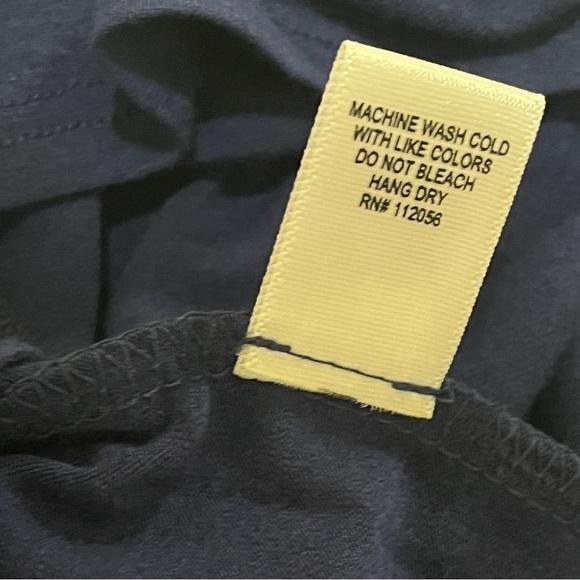 MACHINE WASH COLD
WITH LIKE COLORS
DO NOT BLEACH
HANG DRY
RN# 112056